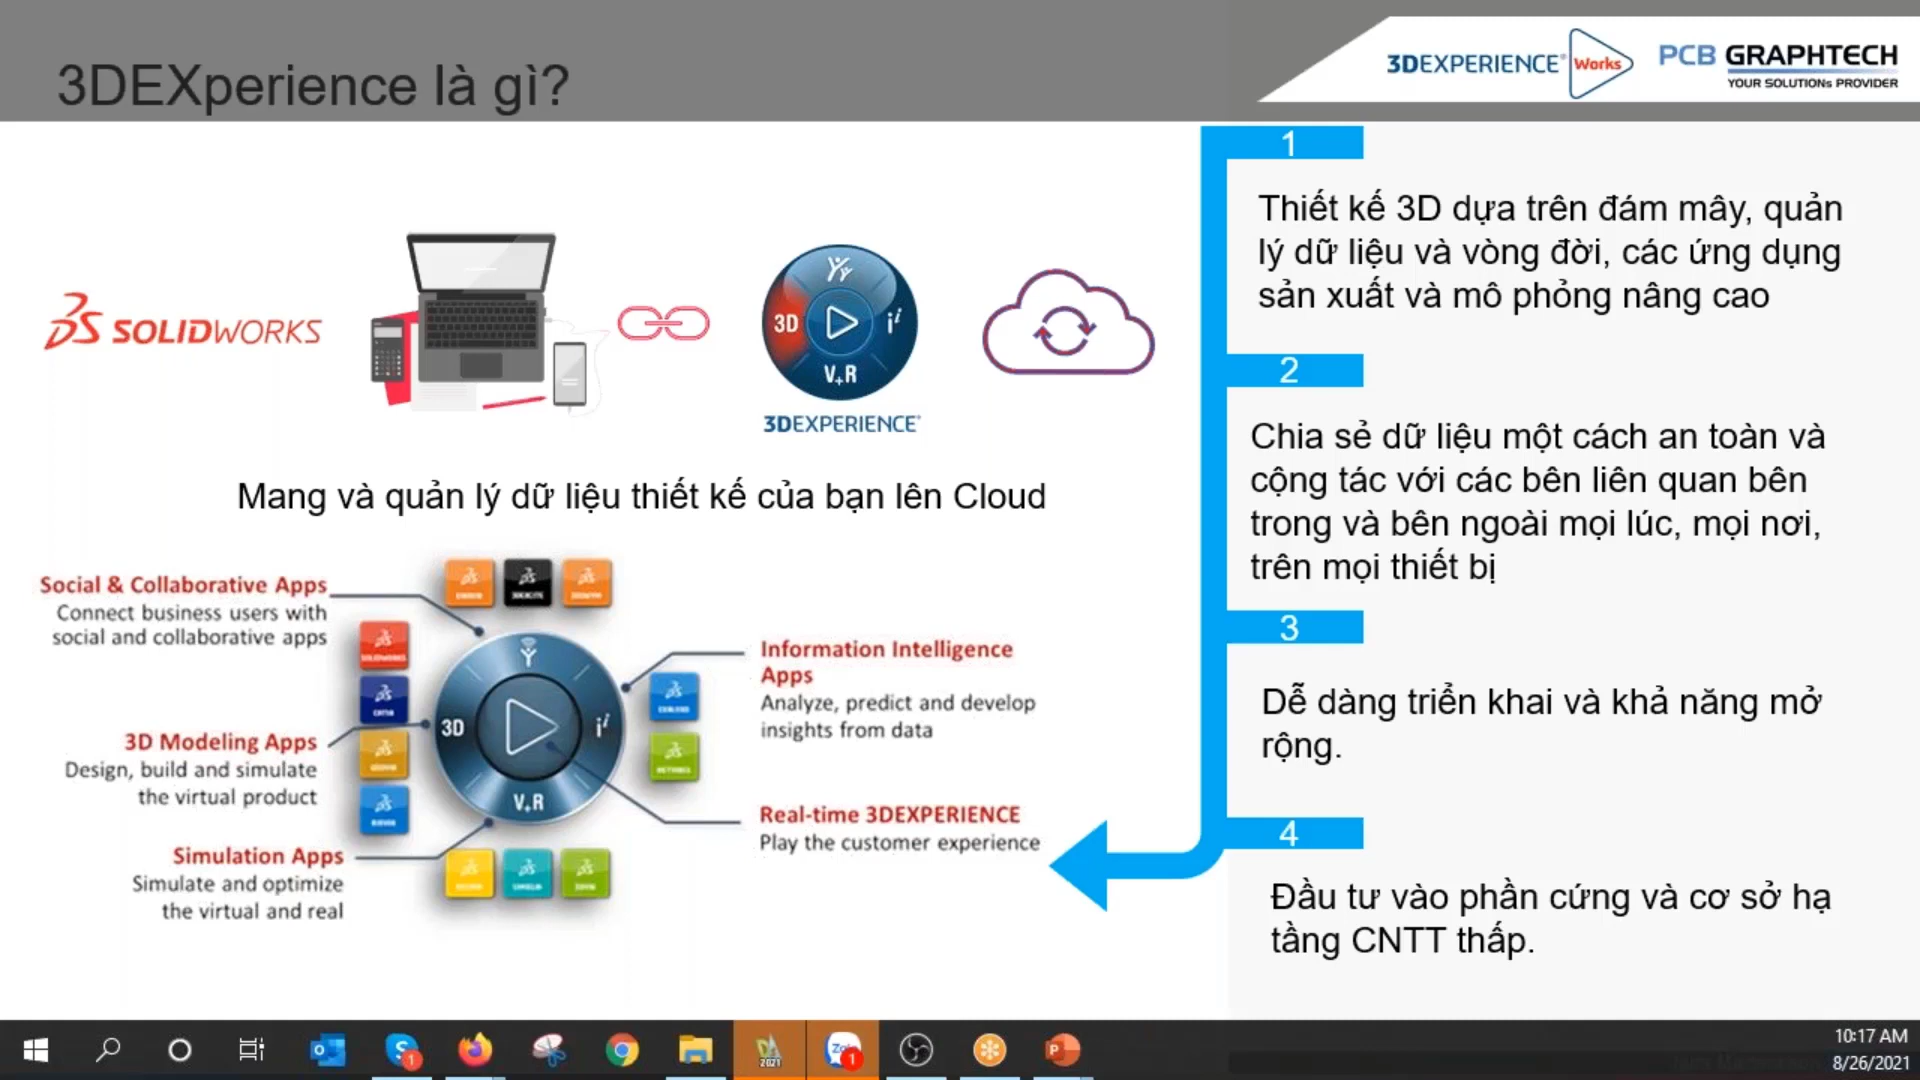 3DEXperience là gì?
3DEXPERIENCE® Works
PCB GRAPHTECH
YOUR SOLUTIONs PROVIDER
SOLIDWORKS
3D
V+R
3DEXPERIENCE®
Mang và quản lý dữ liệu thiết kế của bạn lên Cloud
Social & Collaborative Apps
Connect business users with
social and collaborative apps
3D Modeling Apps
Design, build and simulate
the virtual product
Simulation Apps
Simulate and optimize
the virtual and real
SOLIDWORKS
CATIA
3D
V+R
Information Intelligence
Apps
Analyze, predict and develop
insights from data
Real-time 3DEXPERIENCE
Play the customer experience
1
Thiết kế 3D dựa trên đám mây, quản
lý dữ liệu và vòng đời, các ứng dụng
sản xuất và mô phỏng nâng cao
2
Chia sẻ dữ liệu một cách an toàn và
cộng tác với các bên liên quan bên
trong và bên ngoài mọi lúc, mọi nơi,
trên mọi thiết bị
3
Dễ dàng triển khai và khả năng mở
rộng.
4
Đầu tư vào phần cứng và cơ sở hạ
tầng CNTT thấp.
2021
1
1
10:17 AM
8/26/2021